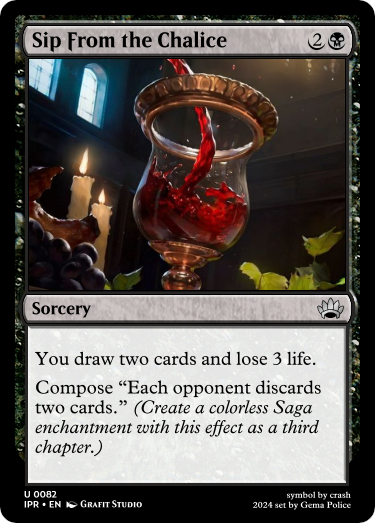 Sip From the Chalice 2
Sorcery
You draw two cards and lose 3 life.
Compose “Each opponent discards
two cards.” (Create a colorless Saga
enchantment with this effect as a third
chapter.)
U 0082
IPR • EN Grafit Studio
symbol by crash
2024 set by Gema Police